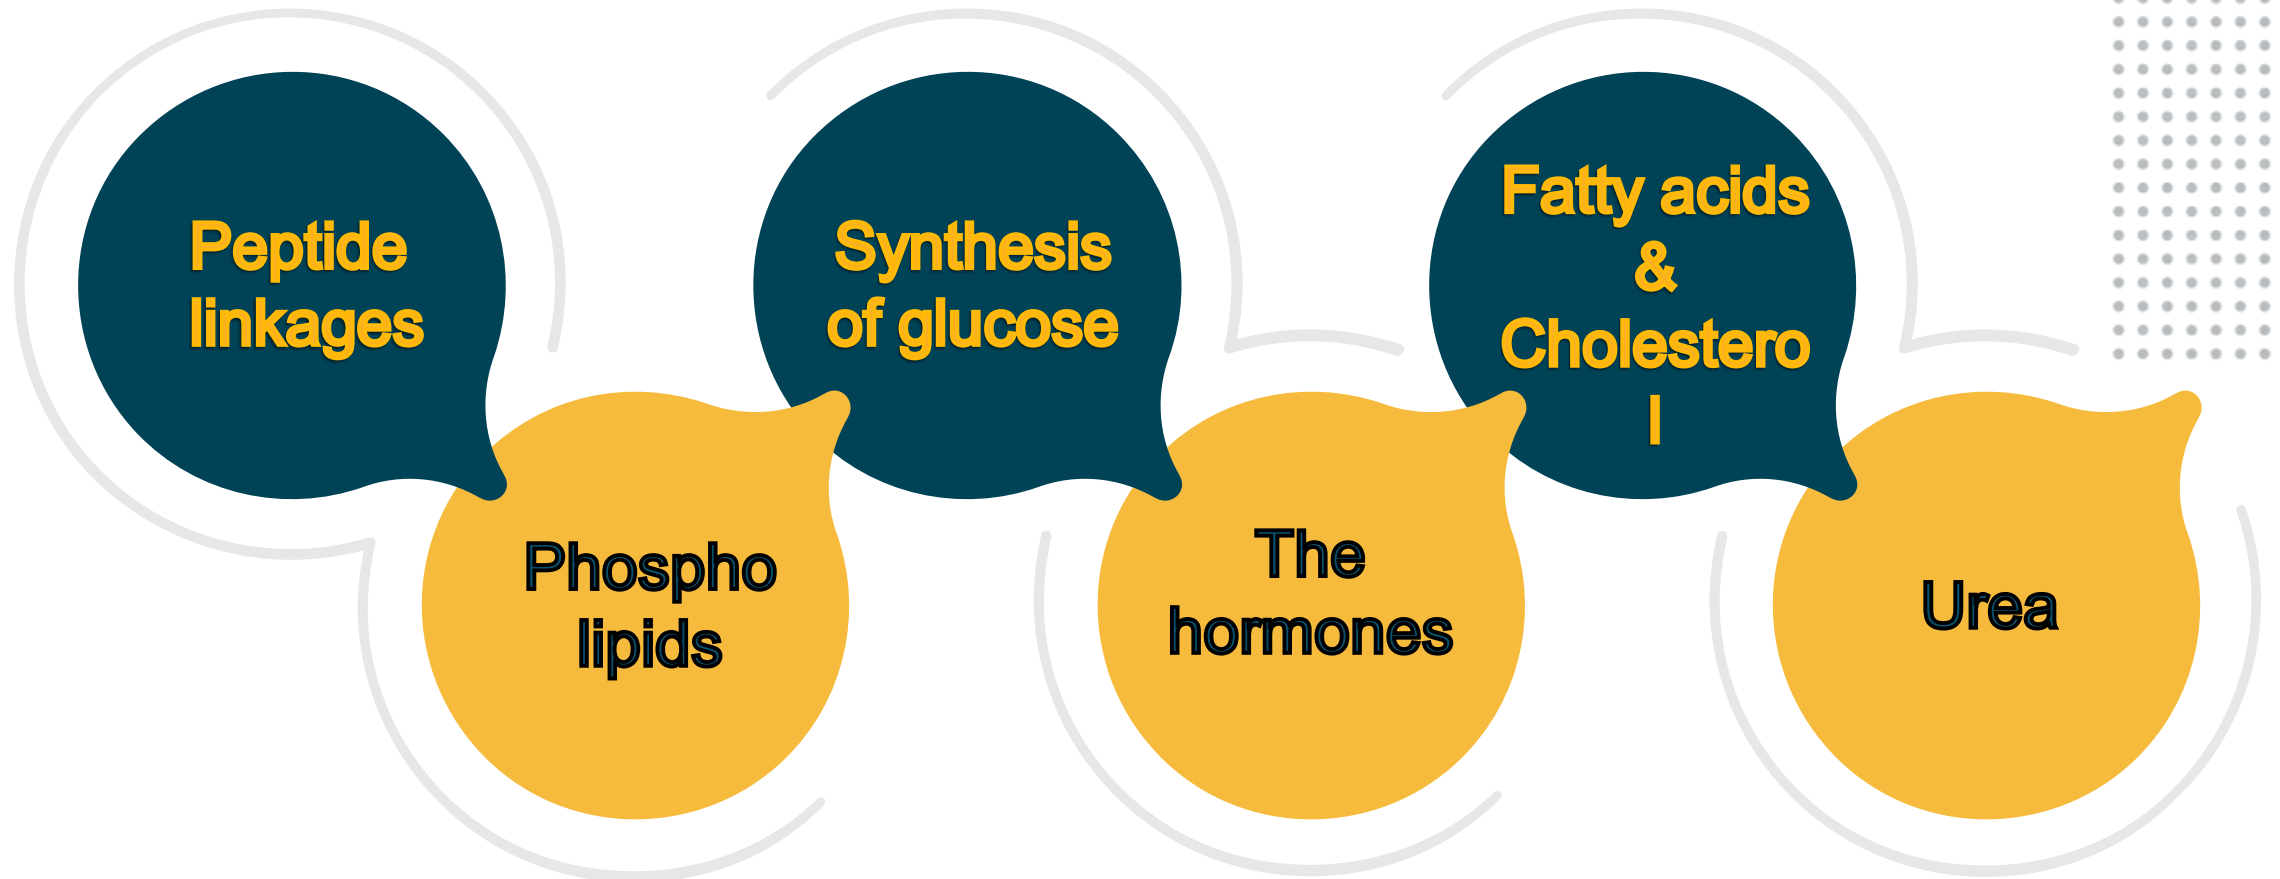 Peptide
linkages
Phospho
lipids
Synthesis
of glucose
The
hormones
Fatty acids
&
Cholestero
l
Urea